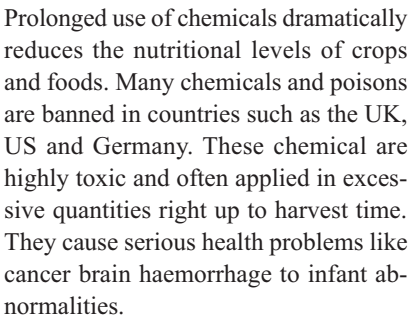 Prolonged use of chemicals dramatically
reduces the nutritional levels of crops
and foods. Many chemicals and poisons
are banned in countries such as the UK,
US and Germany. These chemical are
highly toxic and often applied in exces-
sive quantities right up to harvest time.
They cause serious health problems like
cancer brain haemorrhage to infant ab-
normalities.